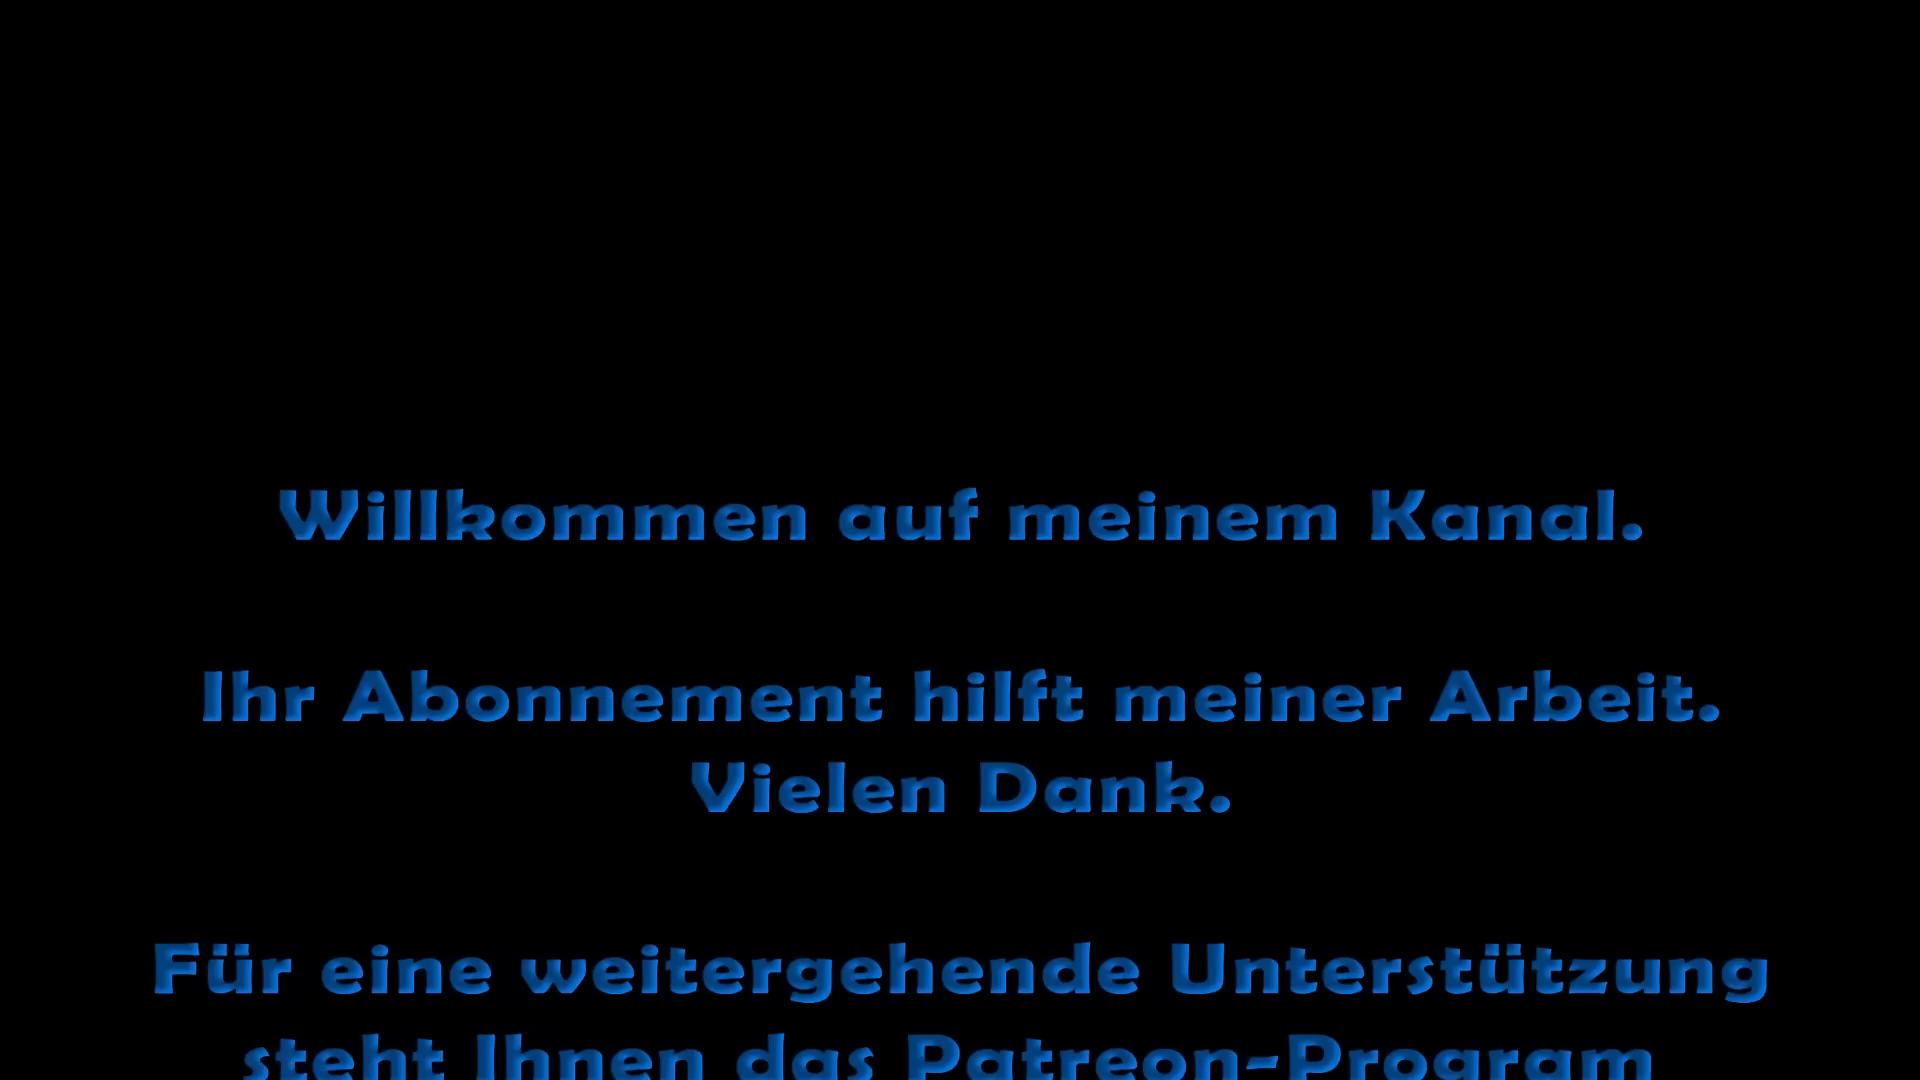 Willkommen auf meinem Kanal.
Ihr Abonnement hilft meiner Arbeit.
Vielen Dank.
Für eine weitergehende Unterstützung
steht Ihnen das Patreon-Program